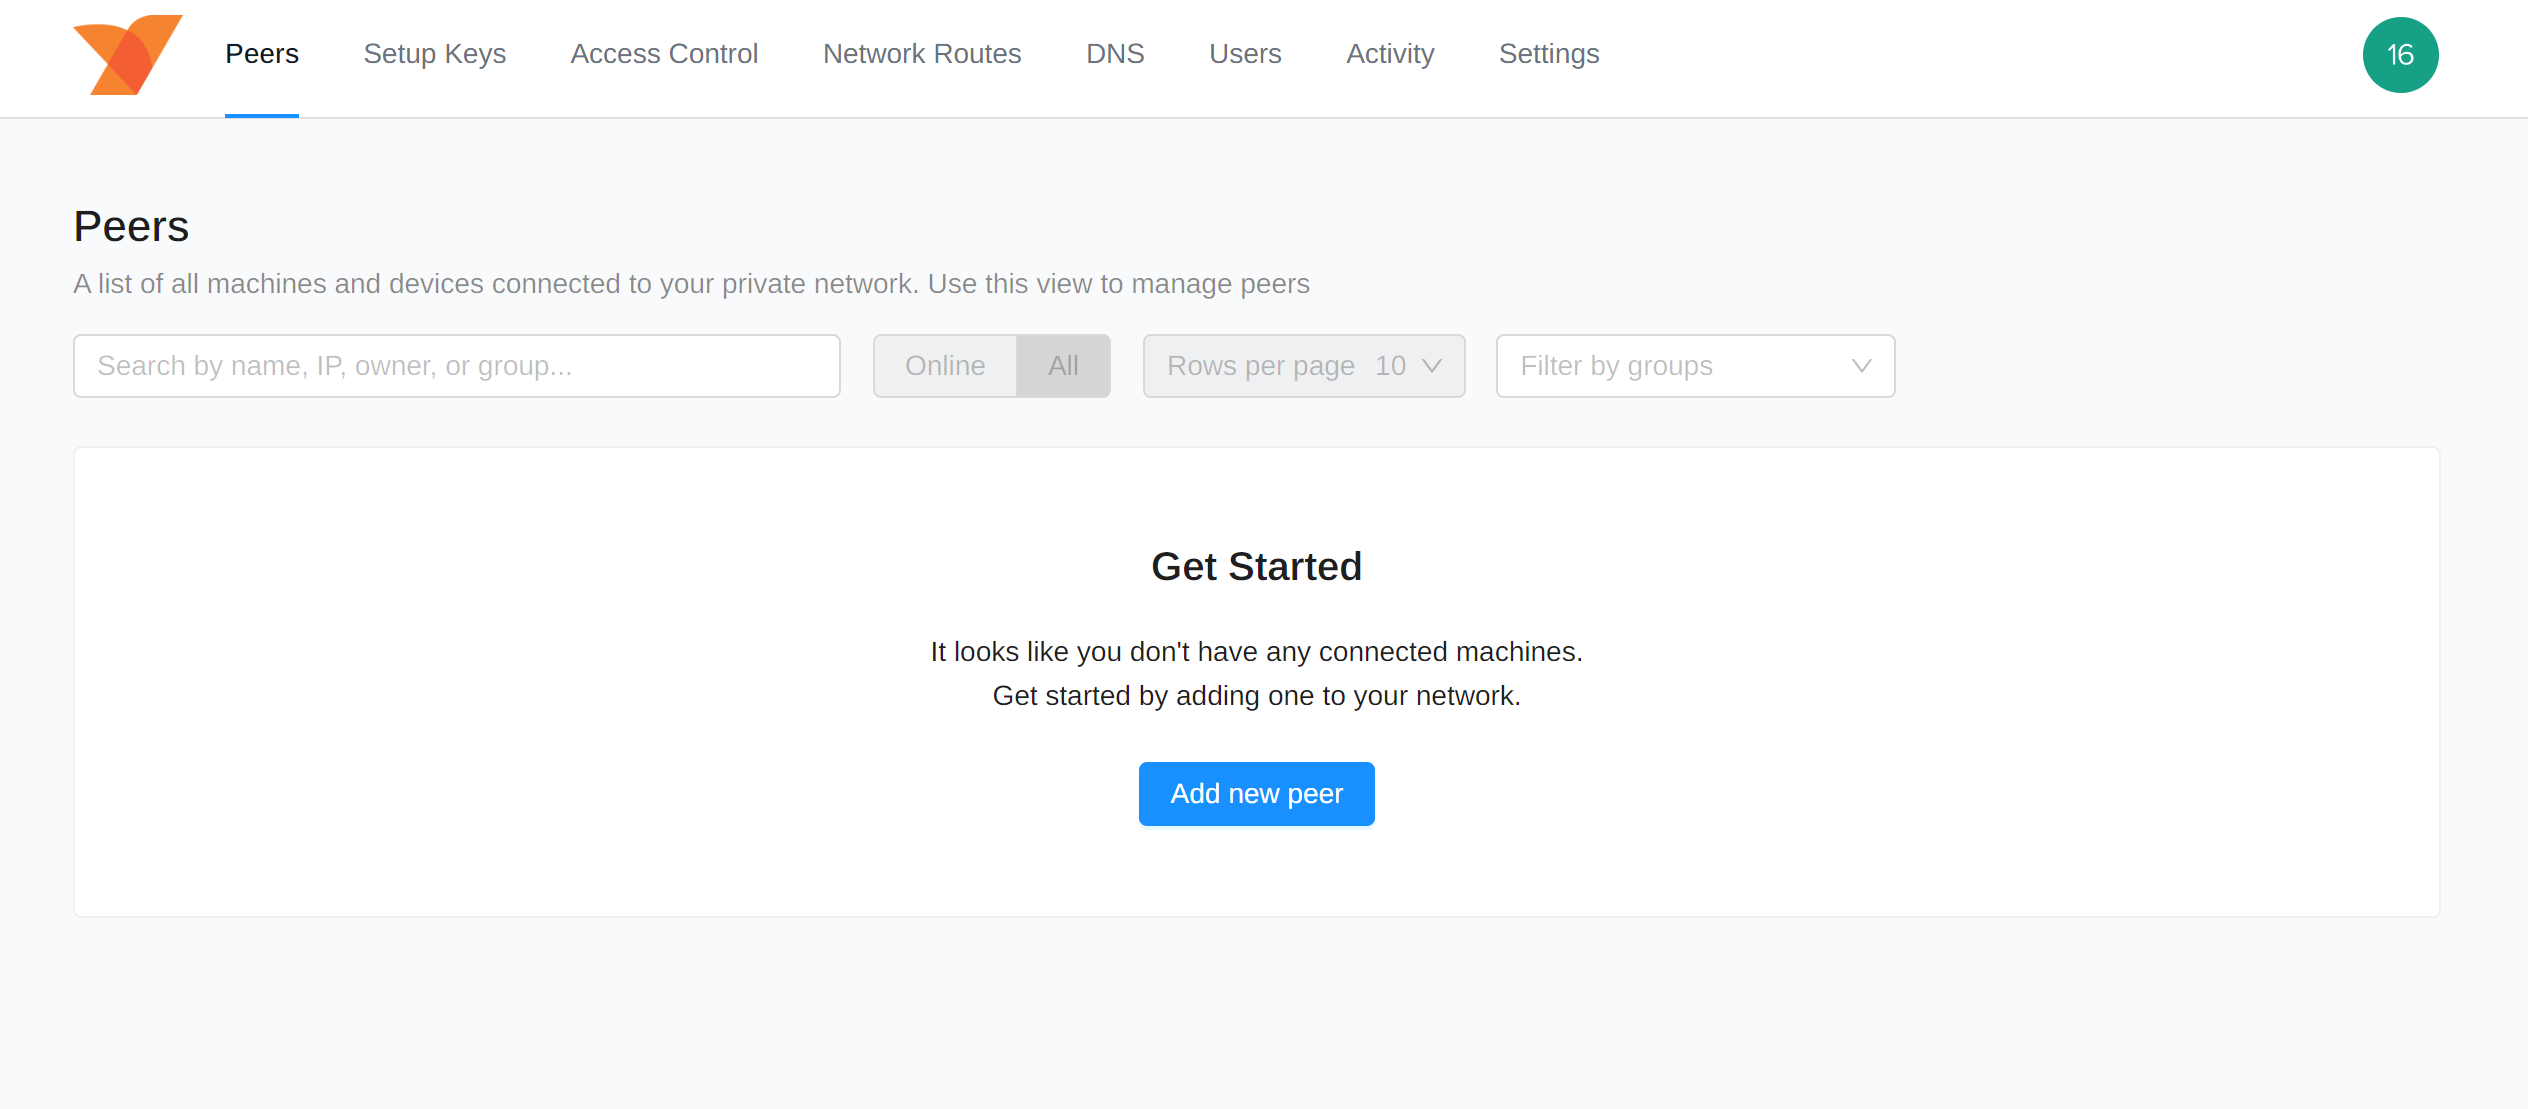 Peers Setup Keys Access Control Network Routes DNS Users Activity Settings 16
Peers
A list of all machines and devices connected to your private network. Use this view to manage peers
Search by name, IP, owner, or group... Online All Rows per page 10 Filter by groups
Get Started
It looks like you don't have any connected machines.
Get started by adding one to your network.
Add new peer